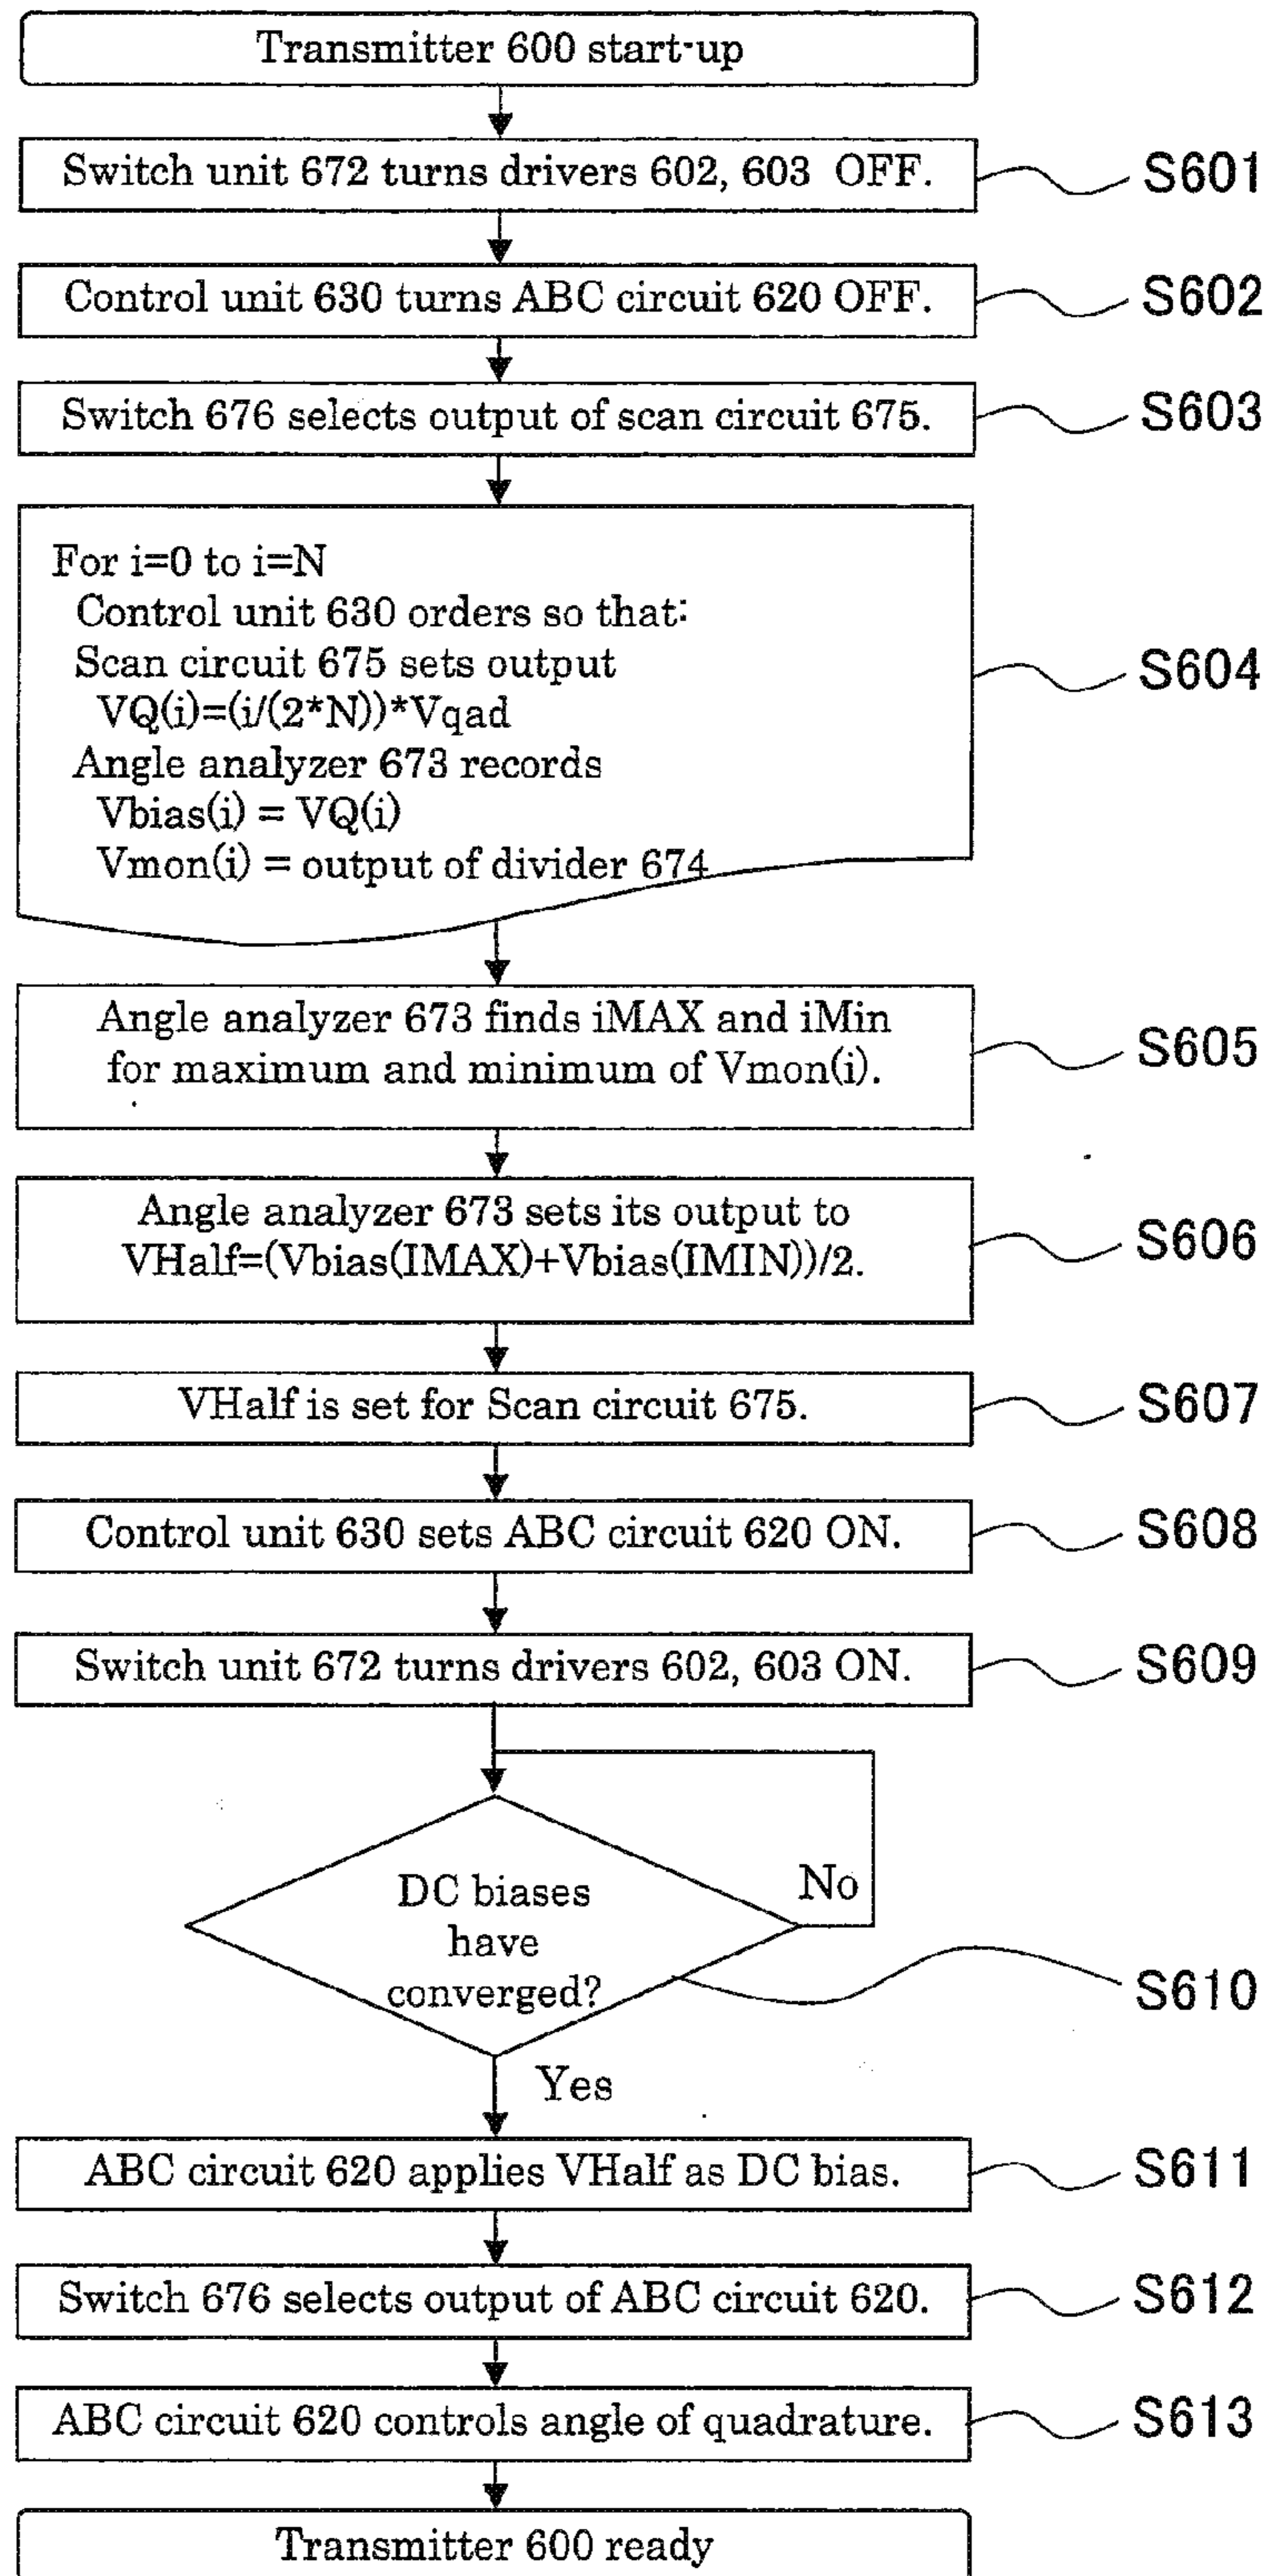 Transmitter 600 start-up
Switch unit 672 turns drivers 602, 603 OFF.
S601
Control unit 630 turns ABC circuit 620 OFF.
S602
Switch 676 selects output of scan circuit 675.
S603
For i=0 to i=N
Control unit 630 orders so that:
Scan circuit 675 sets output
VQ(i)=(i/(2*N))*Vqad
Angle analyzer 673 records
Vbias(i) = VQ(i)
Vmon(i) = output of divider 674
S604
Angle analyzer 673 finds iMAX and iMin
for maximum and minimum of Vmon(i).
S605
Angle analyzer 673 sets its output to
VHalf=(Vbias(IMAX)+Vbias(IMIN))/2.
S606
VHalf is set for Scan circuit 675.
S607
Control unit 630 sets ABC circuit 620 ON.
S608
Switch unit 672 turns drivers 602, 603 ON.
S609
DC biases
have
converged?
No
S610
Yes
ABC circuit 620 applies VHalf as DC bias.
S611
Switch 676 selects output of ABC circuit 620.
S612
ABC circuit 620 controls angle of quadrature.
S613
Transmitter 600 ready